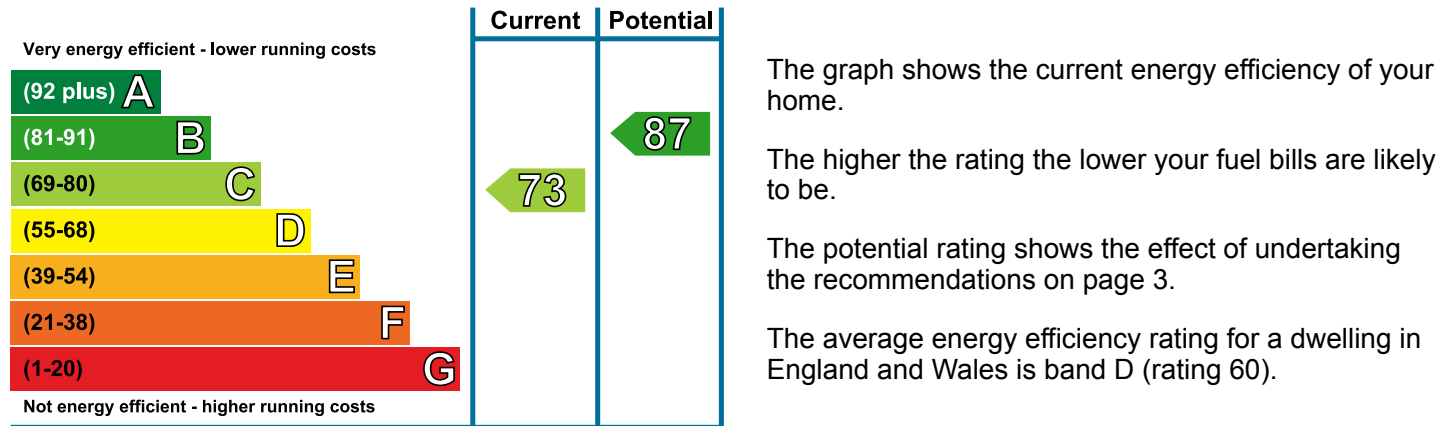 Current Potential
Very energy efficient - lower running costs
(92 plus) A
(81-91) B
87
(69-80) C
73
(55-68) D
(39-54) E
(21-38) F
(1-20) G
Not energy efficient - higher running costs
The graph shows the current energy efficiency of your
home.
The higher the rating the lower your fuel bills are likely
to be.
The potential rating shows the effect of undertaking
the recommendations on page 3.
The average energy efficiency rating for a dwelling in
England and Wales is band D (rating 60).